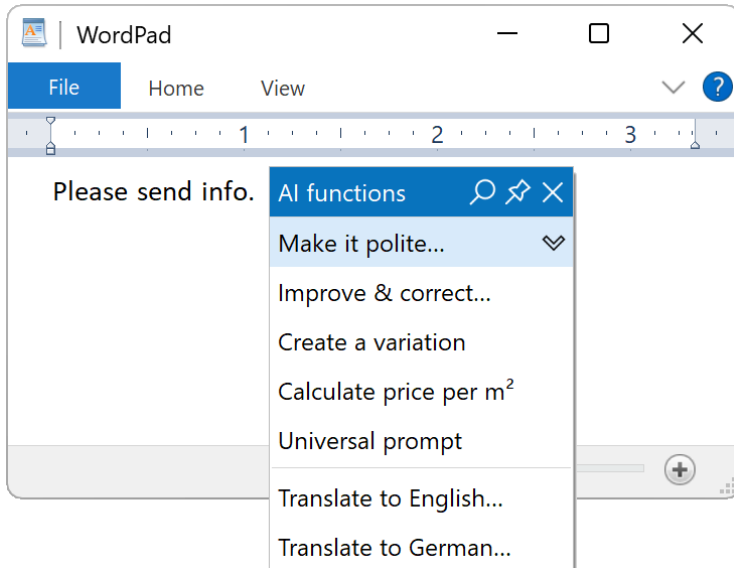 WordPad
File Home View ?
1 2 3
Please send info.
AI functions
Make it polite...
Improve & correct...
Create a variation
Calculate price per m²
Universal prompt
Translate to English...
Translate to German...